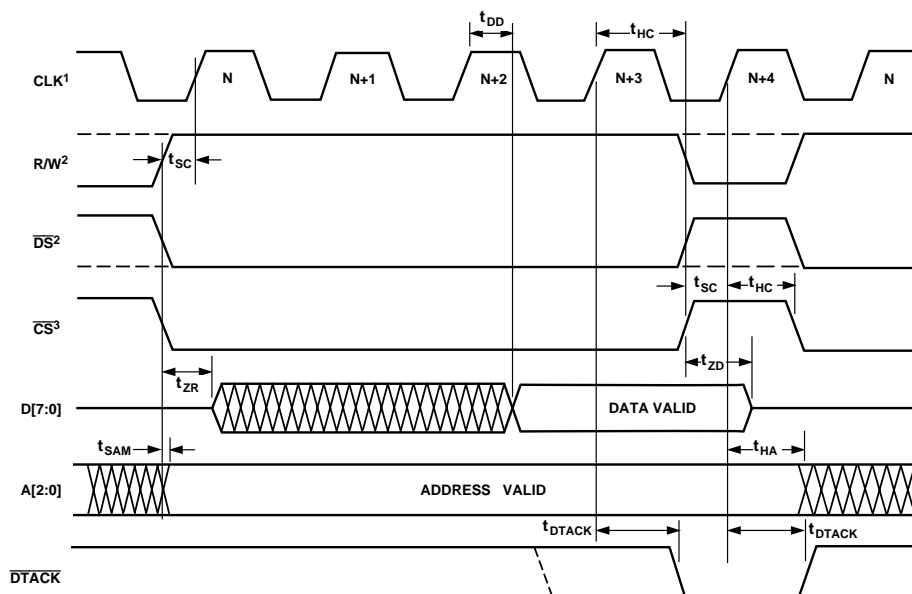 tDD
tHC
CLK1
N
N+1
N+2
N+3
N+4
N
R/W2
tSC
DS2
tSC
tHC
CS3
tZD
tZR
D[7:0]
DATA VALID
tSAM
tHA
A[2:0]
ADDRESS VALID
tDTACK
tDTACK
DTACK